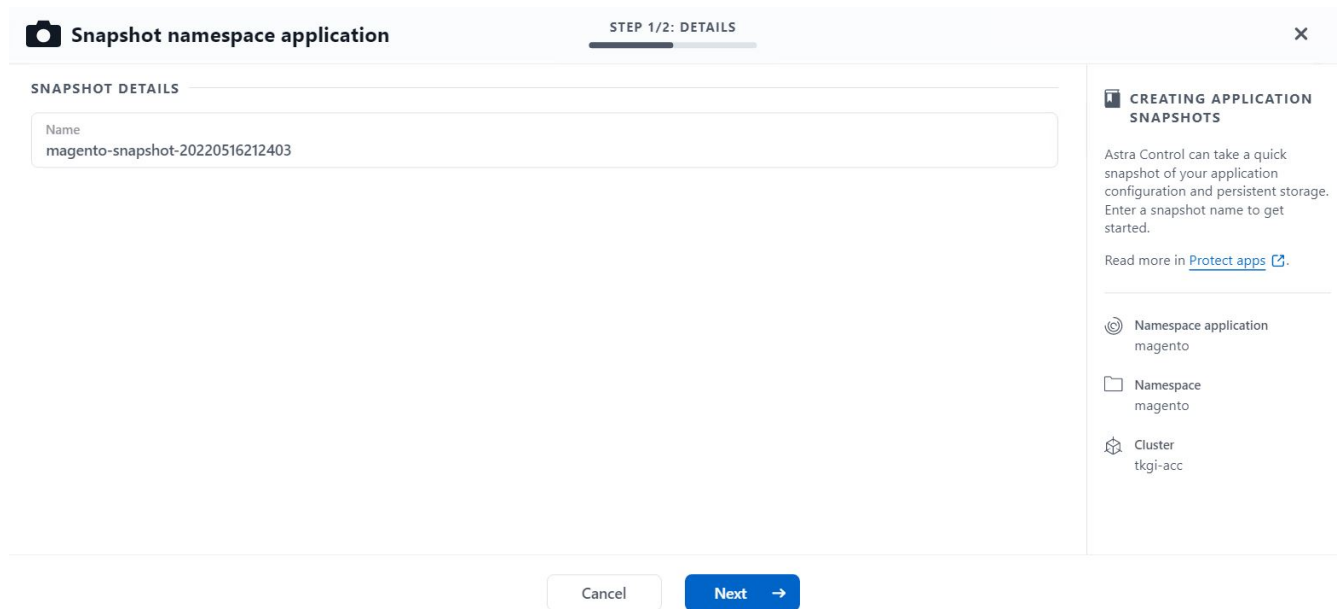 Snapshot namespace application
STEP 1/2: DETAILS
SNAPSHOT DETAILS
Name
magento-snapshot-20220516212403
CREATING APPLICATION
SNAPSHOTS
Astra Control can take a quick
snapshot of your application
configuration and persistent storage.
Enter a snapshot name to get
started.
Read more in Protect apps.
Namespace application
magento
Namespace
magento
Cluster
tkgi-acc
Cancel
Next